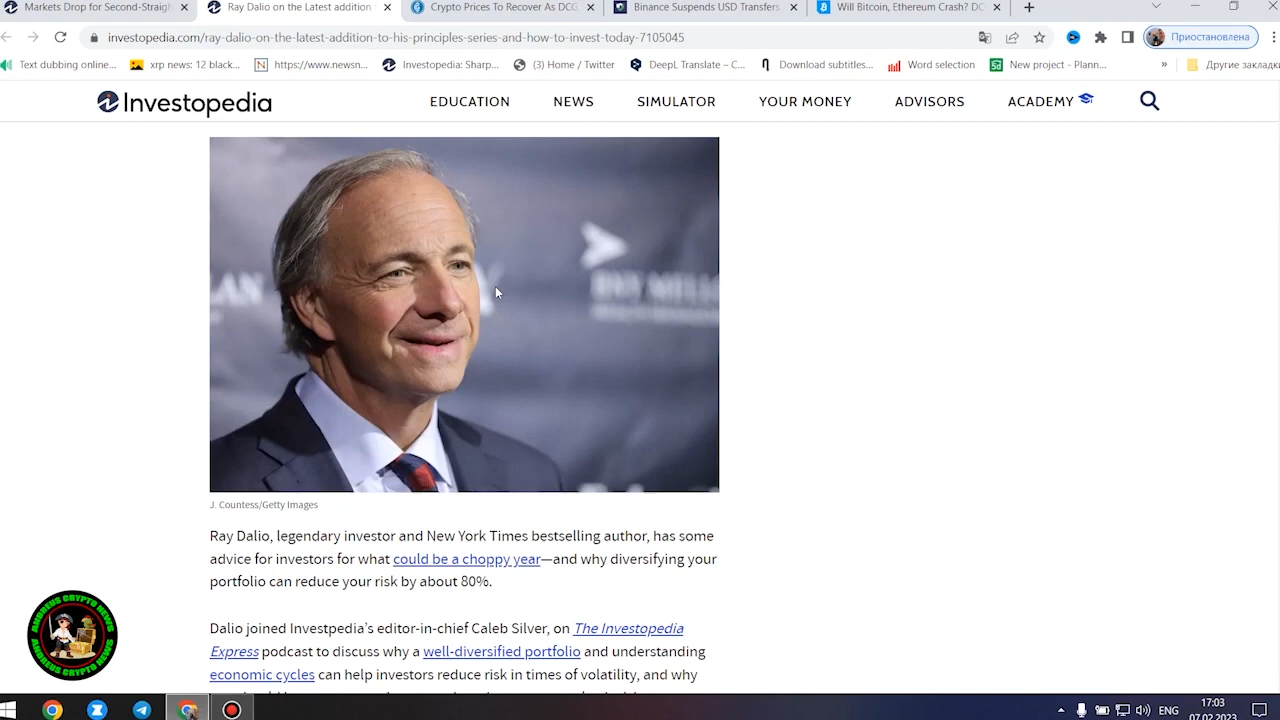 Markets Drop for Second-Straigh
Ray Dalio on the Latest addition
Crypto Prices To Recover As DCG
Binance Suspends USD Transfers
Will Bitcoin, Ethereum Crash? DC
investopedia.com/ray-dalio-on-the-latest-addition-to-his-principles-series-and-how-to-invest-today-7105045
Приостановлена
Text dubbing online...
xrp news: 12 black...
https://www.newsn...
Investopedia: Sharp...
(3) Home / Twitter
DeepL Translate – C...
Download subtitles...
Word selection
New project - Plann...
»
Другие закладки
Investopedia
EDUCATION
NEWS
SIMULATOR
YOUR MONEY
ADVISORS
ACADEMY
J. Countess/Getty Images
Ray Dalio, legendary investor and New York Times bestselling author, has some
advice for investors for what could be a choppy year—and why diversifying your
portfolio can reduce your risk by about 80%.
Dalio joined Investpedia's editor-in-chief Caleb Silver, on The Investopedia
Express podcast to discuss why a well-diversified portfolio and understanding
economic cycles can help investors reduce risk in times of volatility, and why
ANDREUS CRYPTO NEWS
ANDREUS CRYPTO NEWS
ENG
17:03
07.02.2023